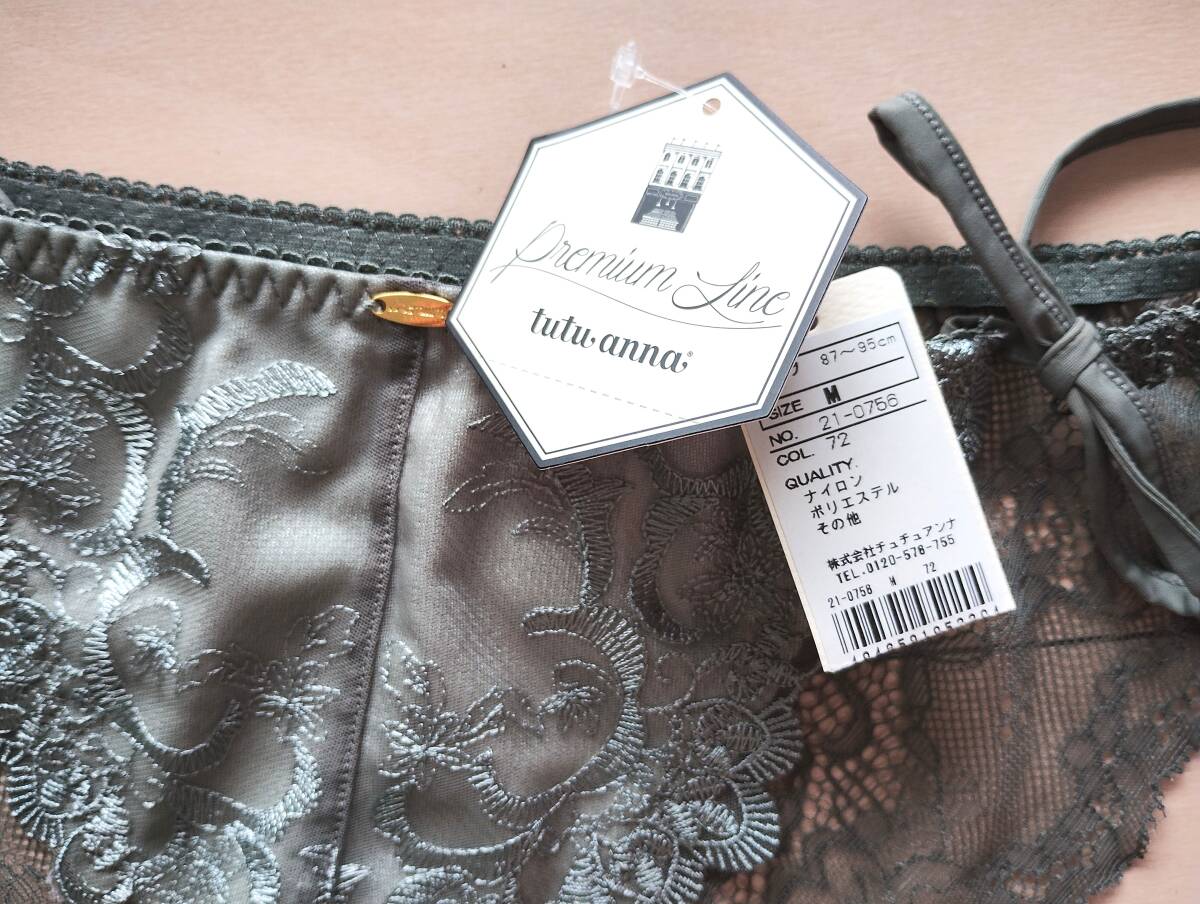 Premium Line
tutu anna®
87〜95cm
SIZE M
NO. 21-0756
COL. 72
QUALITY.
ナイロン
ポリエステル
その他
株式会社チュチュアンナ
TEL.0120-576-755
21-0758 M 72